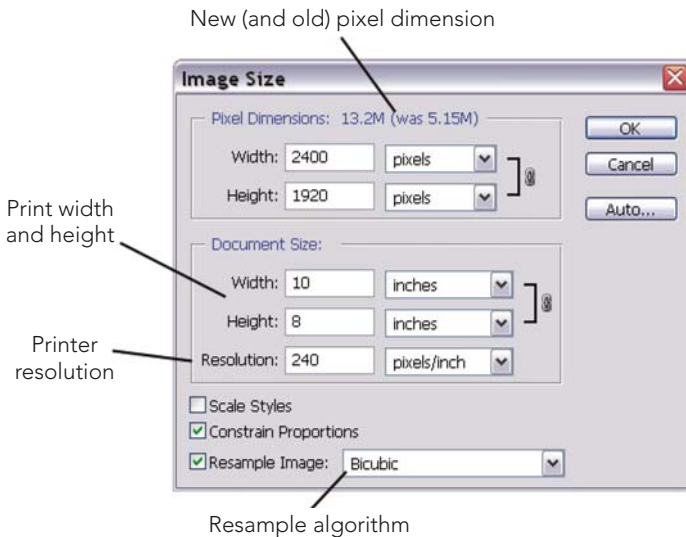 New (and old) pixel dimension
Image Size
Pixel Dimensions: 13.2M (was 5.15M)
OK
Width: 2400 pixels
Cancel
Height: 1920 pixels
Auto...
Print width
and height
Document Size:
Width: 10 inches
Height: 8 inches
Printer
resolution
Resolution: 240 pixels/inch
Scale Styles
Constrain Proportions
Resample Image: Bicubic
Resample algorithm